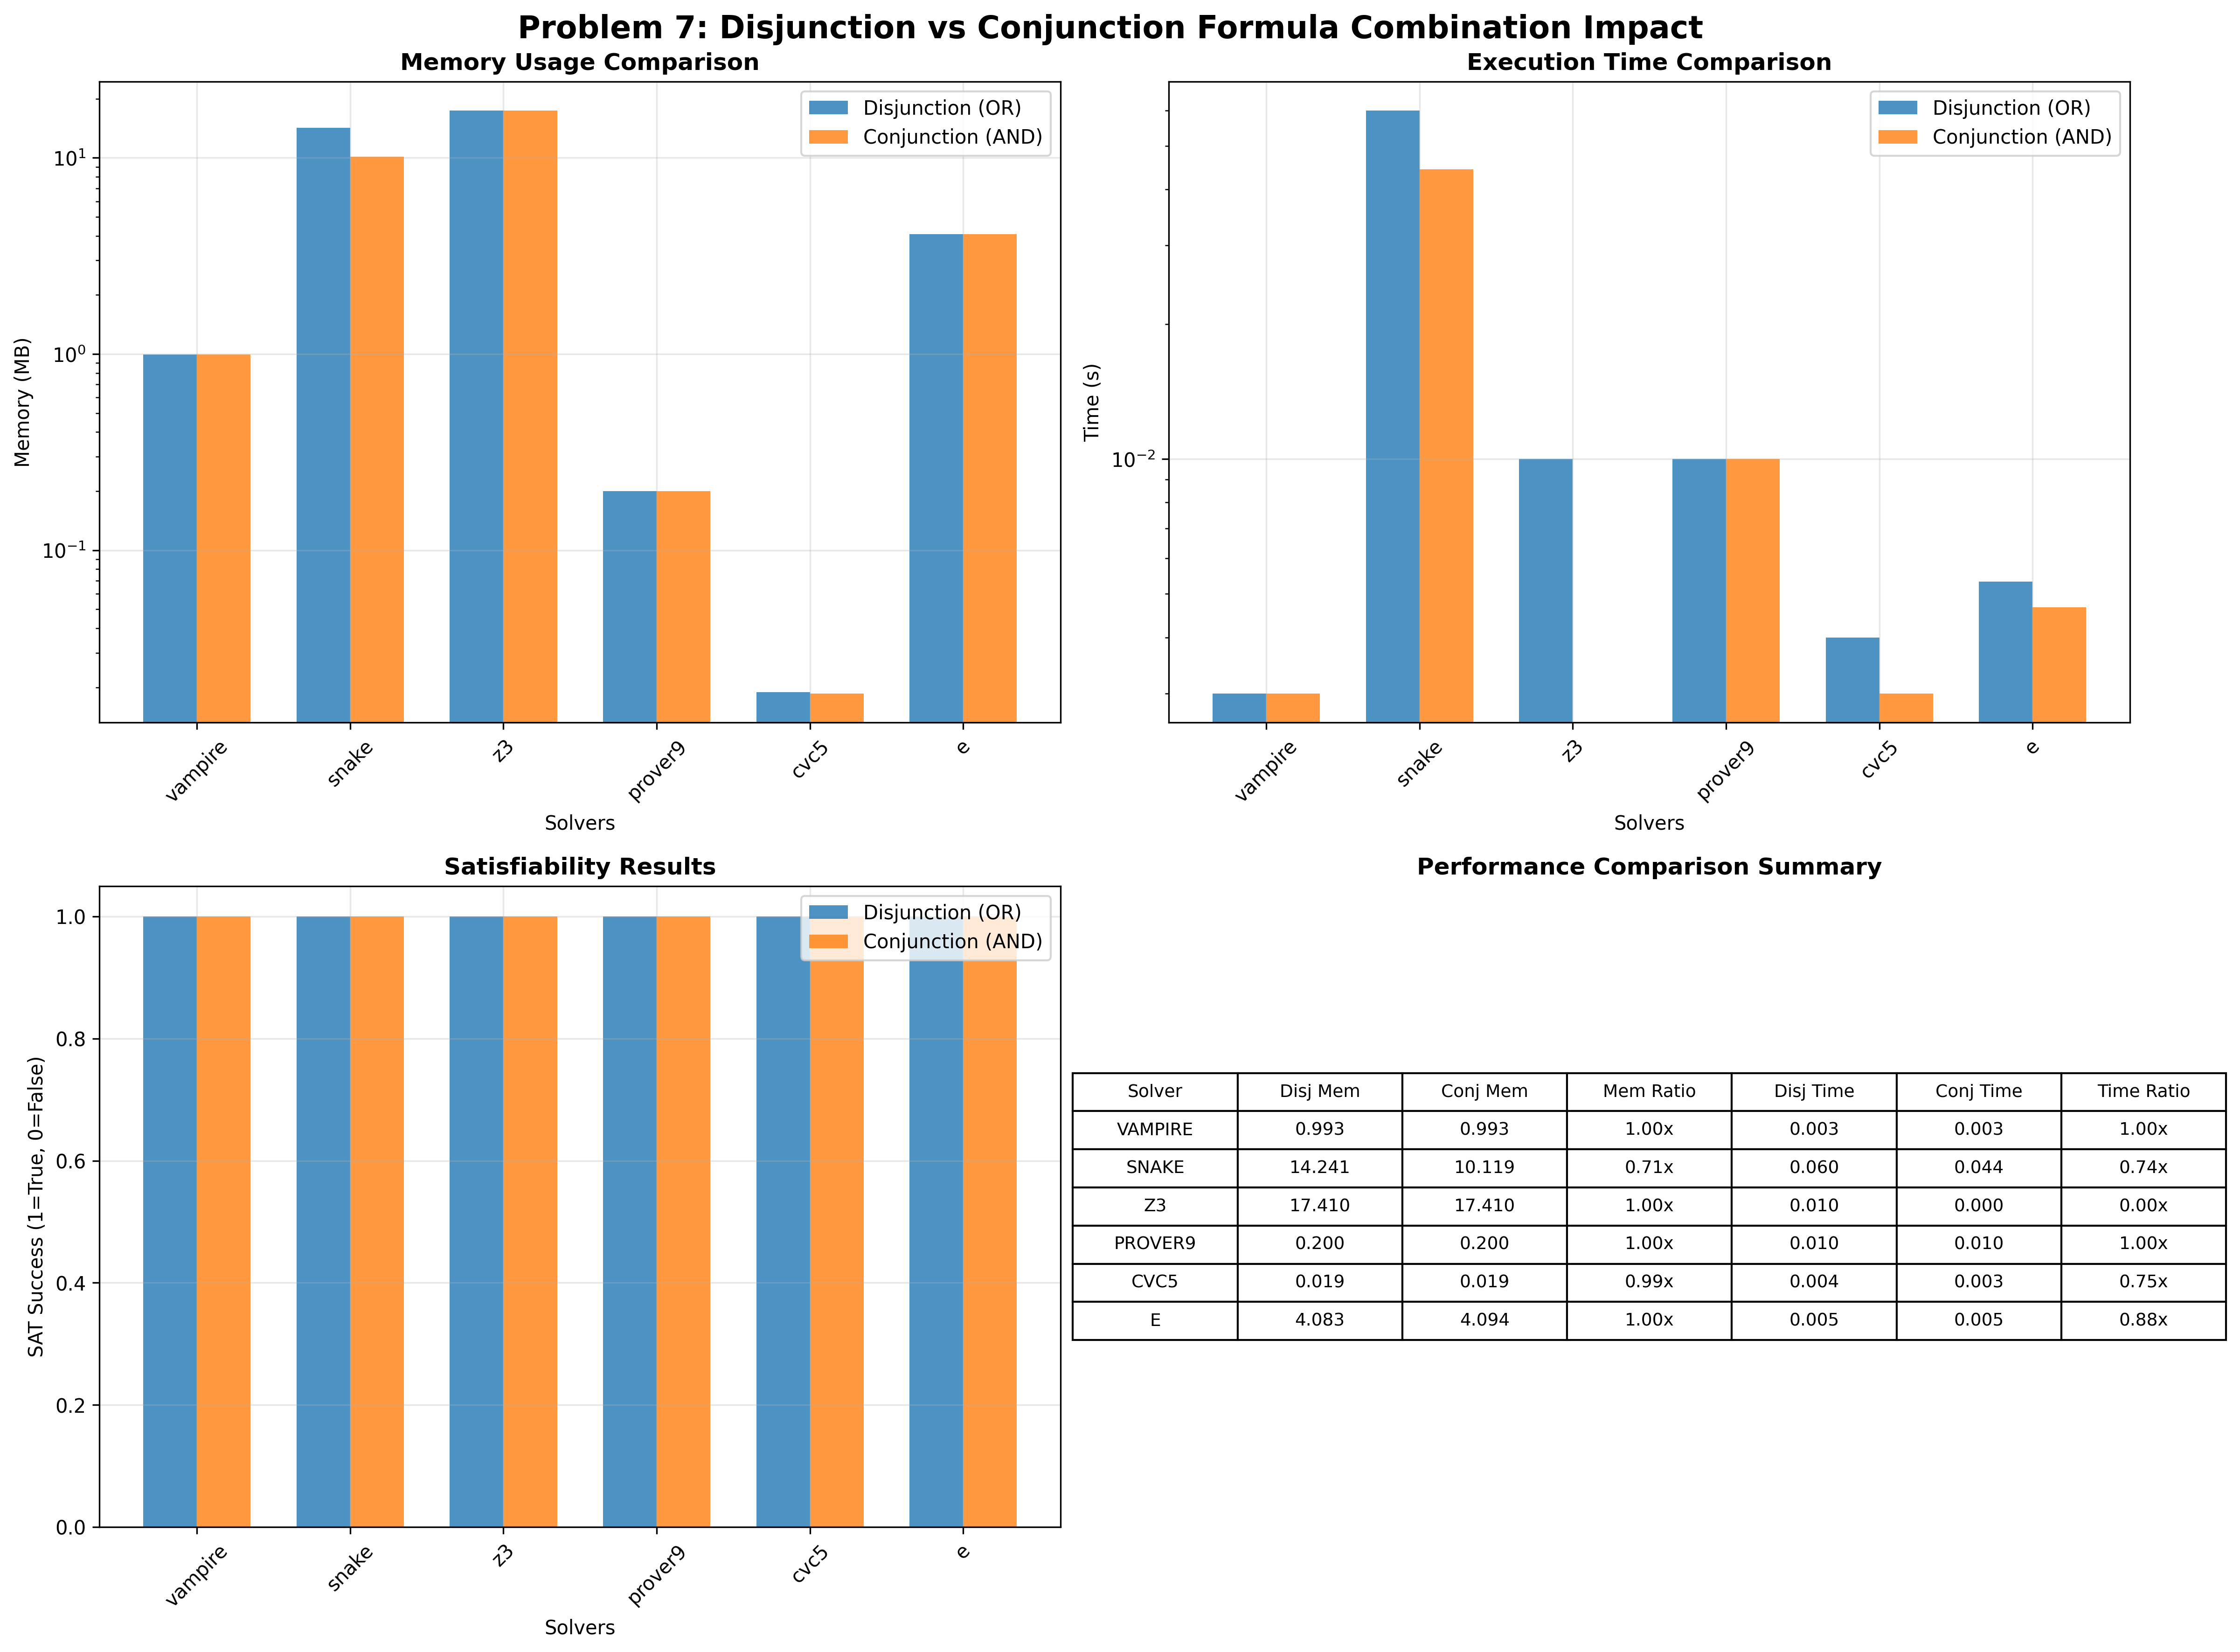 Problem 7: Disjunction vs Conjunction Formula Combination Impact
Memory Usage Comparison
Disjunction (OR)
Conjunction (AND)
Memory (MB)
10¹
10⁰
10⁻¹
vampire
snake
z3
prover9
cvc5
e
Solvers
Execution Time Comparison
Disjunction (OR)
Conjunction (AND)
Time (s)
10⁻²
vampire
snake
z3
prover9
cvc5
e
Solvers
Satisfiability Results
Disjunction (OR)
Conjunction (AND)
SAT Success (1=True, 0=False)
1.0
0.8
0.6
0.4
0.2
0.0
vampire
snake
z3
prover9
cvc5
e
Solvers
Performance Comparison Summary
Solver Disj Mem Conj Mem Mem Ratio Disj Time Conj Time Time Ratio
VAMPIRE 0.993 0.993 1.00x 0.003 0.003 1.00x
SNAKE 14.241 10.119 0.71x 0.060 0.044 0.74x
Z3 17.410 17.410 1.00x 0.010 0.000 0.00x
PROVER9 0.200 0.200 1.00x 0.010 0.010 1.00x
CVC5 0.019 0.019 0.99x 0.004 0.003 0.75x
E 4.083 4.094 1.00x 0.005 0.005 0.88x